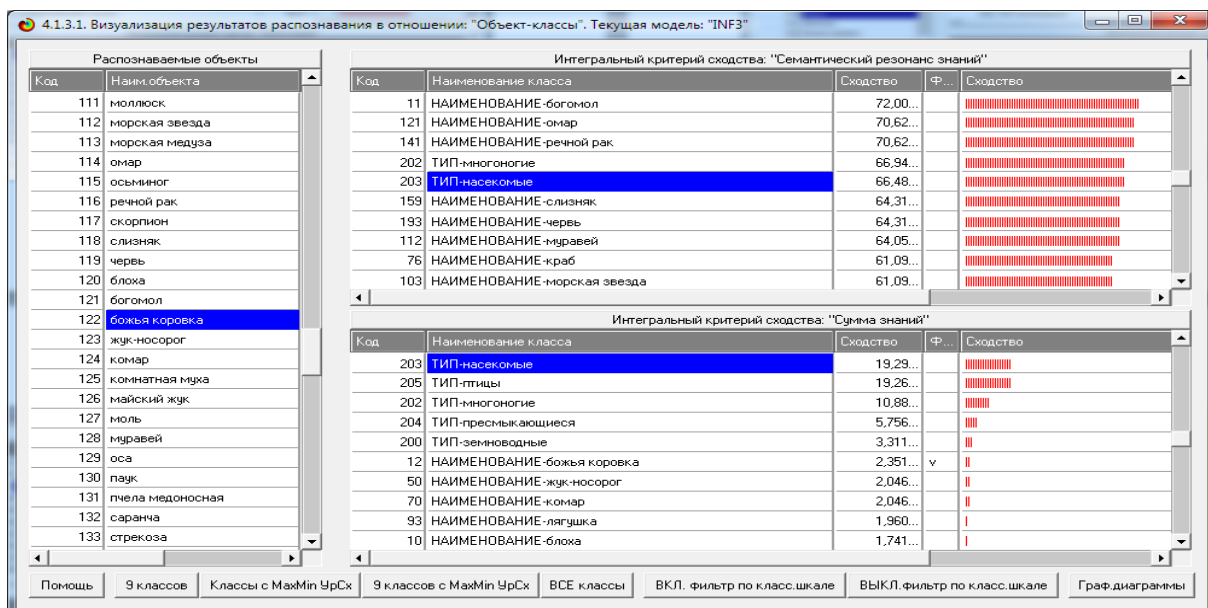 4.1.3.1. Визуализация результатов распознавания в отношении: "Объект-классы". Текущая модель: "INF3"
Распознаваемые объекты
Код Наим.объекта
111 моллюск
112 морская звезда
113 морская медуза
114 омар
115 осьминог
116 речной рак
117 скорпион
118 слизняк
119 червь
120 блоха
121 богомол
122 божья коровка
123 жук-носорог
124 комар
125 комнатная муха
126 майский жук
127 моль
128 муравей
129 оса
130 паук
131 пчела медоносная
132 саранча
133 стрекоза
Интегральный критерий сходства: "Семантический резонанс знаний"
Код Наименование класса Сходство Ф... Сходство
11 НАИМЕНОВАНИЕ-богомол 72,00...
121 НАИМЕНОВАНИЕ-омар 70,62...
141 НАИМЕНОВАНИЕ-речной рак 70,62...
202 ТИП-многоногие 66,94...
203 ТИП-насекомые 66,48...
159 НАИМЕНОВАНИЕ-слизняк 64,31...
193 НАИМЕНОВАНИЕ-червь 64,31...
112 НАИМЕНОВАНИЕ-муравей 64,05...
76 НАИМЕНОВАНИЕ-краб 61,09...
103 НАИМЕНОВАНИЕ-морская звезда 61,09...
Интегральный критерий сходства: "Сумма знаний"
Код Наименование класса Сходство Ф... Сходство
203 ТИП-насекомые 19,29...
205 ТИП-птицы 19,26...
202 ТИП-многоногие 10,88...
204 ТИП-пресмыкающиеся 5,756...
200 ТИП-земноводные 3,311...
12 НАИМЕНОВАНИЕ-божья коровка 2,351... v
50 НАИМЕНОВАНИЕ-жук-носорог 2,046...
70 НАИМЕНОВАНИЕ-комар 2,046...
93 НАИМЕНОВАНИЕ-лягушка 1,960...
10 НАИМЕНОВАНИЕ-блоха 1,741...
Помощь 9 классов Классы с MaxMin УрСх 9 классов с MaxMin УрСх ВСЕ классы ВКЛ. фильтр по класс.шкале ВЫКЛ.фильтр по класс.шкале Граф.диаграммы